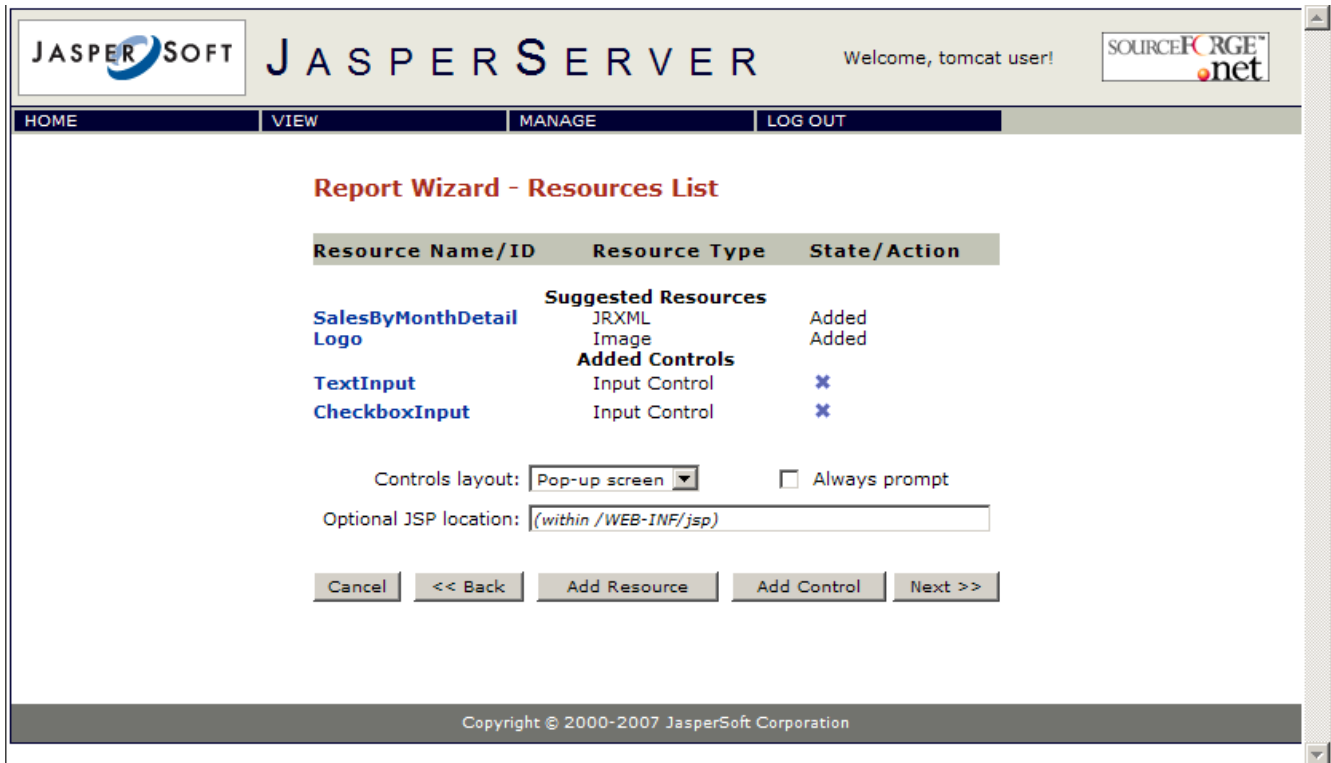 JASPERSOFT JASPERSERVER Welcome, tomcat user! SOURCEFORGE™ .net
HOME VIEW MANAGE LOG OUT
Report Wizard - Resources List
Resource Name/ID Resource Type State/Action
Suggested Resources
SalesByMonthDetail JRXML Added
Logo Image Added
Added Controls
TextInput Input Control
CheckboxInput Input Control
Controls layout: Pop-up screen Always prompt
Optional JSP location: (within /WEB-INF/jsp)
Cancel << Back Add Resource Add Control Next >>
Copyright © 2000-2007 JasperSoft Corporation